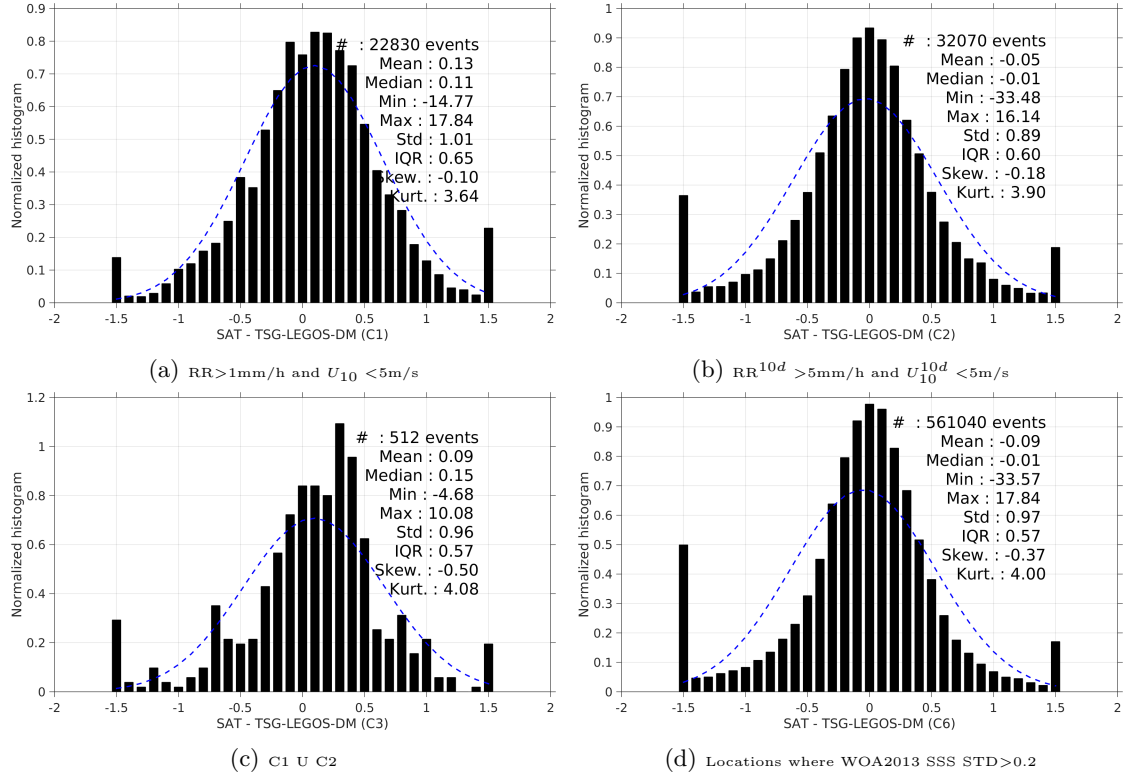 0.9
0.8
0.7
0.6
0.5
0.4
0.3
0.2
0.1
0
Normalized histogram
# : 22830 events
Mean : 0.13
Median : 0.11
Min : -14.77
Max : 17.84
Std : 1.01
IQR : 0.65
Skew. : -0.10
Kurt. : 3.64
-2 -1.5 -1 -0.5 0 0.5 1 1.5 2
SAT - TSG-LEGOS-DM (C1)
(a) RR>1mm/h and U10 <5m/s
1
0.9
0.8
0.7
0.6
0.5
0.4
0.3
0.2
0.1
0
Normalized histogram
# : 32070 events
Mean : -0.05
Median : -0.01
Min : -33.48
Max : 16.14
Std : 0.89
IQR : 0.60
Skew. : -0.18
Kurt. : 3.90
-2 -1.5 -1 -0.5 0 0.5 1 1.5 2
SAT - TSG-LEGOS-DM (C2)
(b) RR10d >5mm/h and U10d10 <5m/s
1.2
1
0.8
0.6
0.4
0.2
0
Normalized histogram
# : 512 events
Mean : 0.09
Median : 0.15
Min : -4.68
Max : 10.08
Std : 0.96
IQR : 0.57
Skew. : -0.50
Kurt. : 4.08
-2 -1.5 -1 -0.5 0 0.5 1 1.5 2
SAT - TSG-LEGOS-DM (C3)
(c) C1 U C2
1
0.9
0.8
0.7
0.6
0.5
0.4
0.3
0.2
0.1
0
Normalized histogram
# : 561040 events
Mean : -0.09
Median : -0.01
Min : -33.57
Max : 17.84
Std : 0.97
IQR : 0.57
Skew. : -0.37
Kurt. : 4.00
-2 -1.5 -1 -0.5 0 0.5 1 1.5 2
SAT - TSG-LEGOS-DM (C6)
(d) Locations where WOA2013 SSS STD>0.2